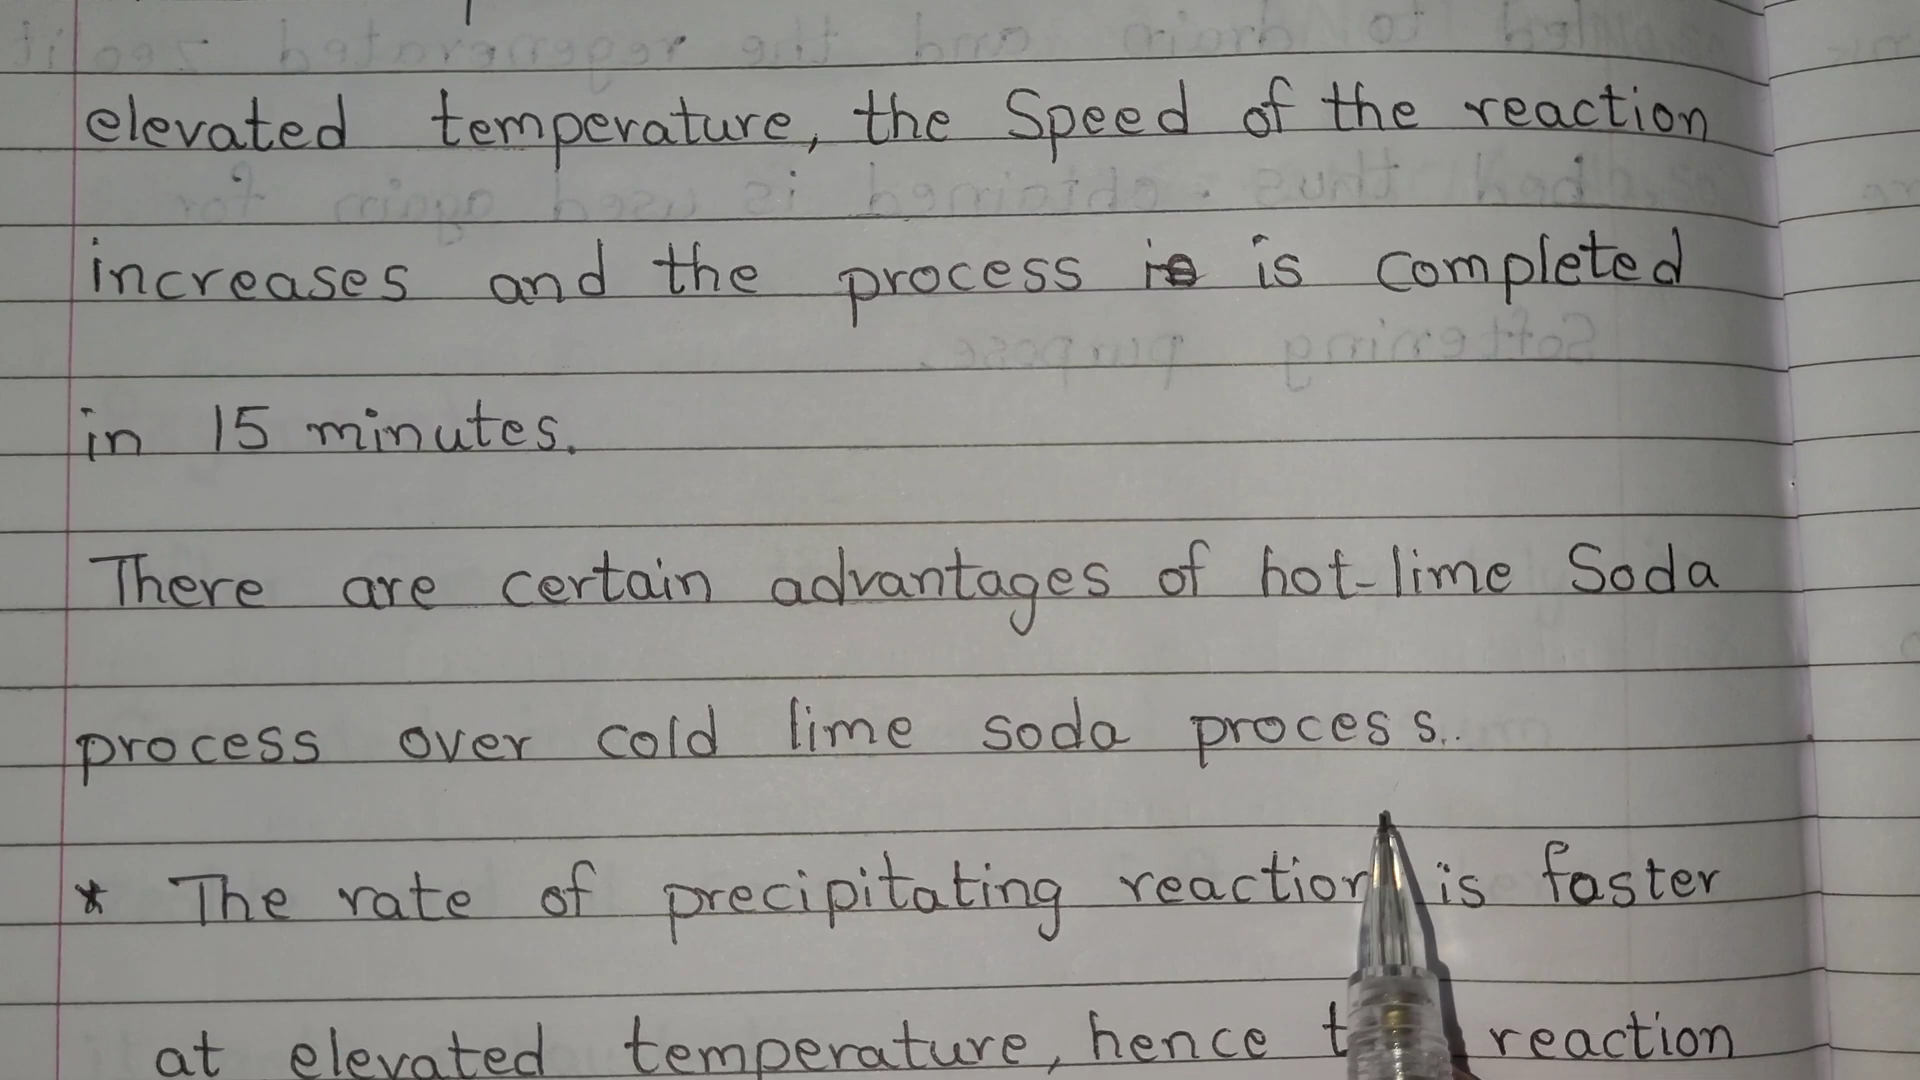 elevated temperature, the Speed of the reaction
increases and the process is is completed
in 15 minutes.
There are certain advantages of hot-lime Soda
process over cold lime soda process..
* The rate of precipitating reaction is faster
at elevated temperature, hence reaction